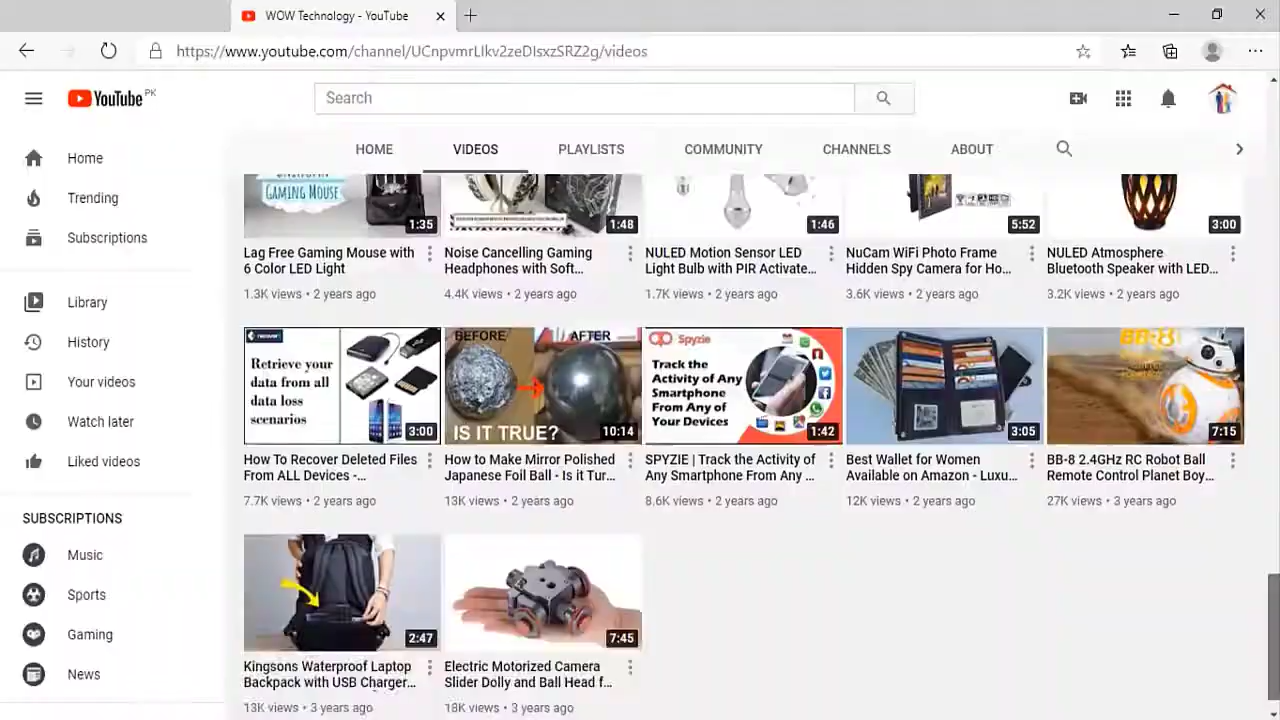 WOW Technology - YouTube
https://www.youtube.com/channel/UCnpvmrLIkv2zeDIsxzSRZ2g/videos
YouTube PK
Search
HOME VIDEOS PLAYLISTS COMMUNITY CHANNELS ABOUT
Home
Trending
Subscriptions
Library
History
Your videos
Watch later
Liked videos
SUBSCRIPTIONS
Music
Sports
Gaming
News
GAMING MOUSE
1:35 1:48 1:46 5:52 3:00
Lag Free Gaming Mouse with Noise Cancelling Gaming NULED Motion Sensor LED NuCam WiFi Photo Frame NULED Atmosphere
6 Color LED Light Headphones with Soft... Light Bulb with PIR Activate... Hidden Spy Camera for Ho... Bluetooth Speaker with LED...
1.3K views • 2 years ago 4.4K views • 2 years ago 1.7K views • 2 years ago 3.6K views • 2 years ago 3.2K views • 2 years ago
recover
Retrieve your
data from all
data loss
scenarios
3:00
BEFORE AFTER
IS IT TRUE?
10:14
Spyzie
Track the
Activity of Any
Smartphone
From Any of
Your Devices
1:42
3:05
BB-8
7:15
How To Recover Deleted Files How to Make Mirror Polished SPYZIE | Track the Activity of Best Wallet for Women BB-8 2.4GHz RC Robot Ball
From ALL Devices -... Japanese Foil Ball - Is it Tur... Any Smartphone From Any ... Available on Amazon - Luxu... Remote Control Planet Boy...
7.7K views • 2 years ago 13K views • 2 years ago 8.6K views • 2 years ago 12K views • 2 years ago 27K views • 3 years ago
2:47 7:45
Kingsons Waterproof Laptop Electric Motorized Camera
Backpack with USB Charger... Slider Dolly and Ball Head f...
13K views • 3 years ago 18K views • 3 years ago